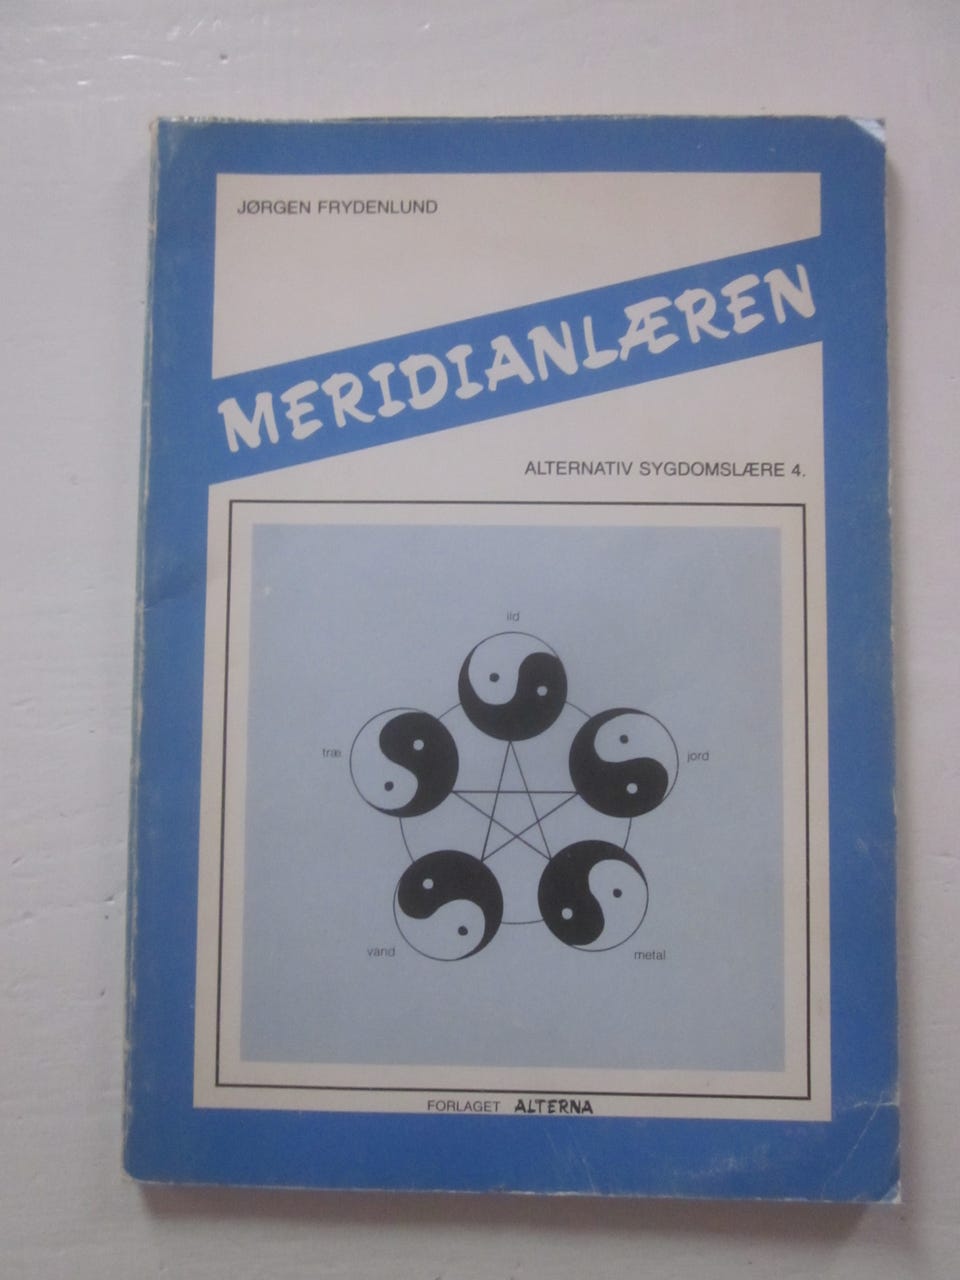 JØRGEN FRYDENLUND
MERIDIANLÆREN
ALTERNATIV SYGDOMSLÆRE 4.
ild
træ
jord
vand
metal
FORLAGET ALTERNA